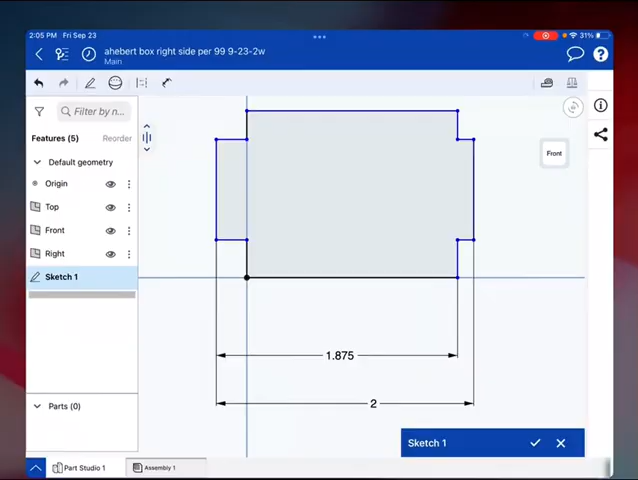 2:05 PM Fri Sep 23
31%
ahebert box right side per 99 9-23-2w
Main
Filter by n...
Features (5)
Reorder
Default geometry
Origin
Top
Front
Right
Sketch 1
Front
1.875
2
Parts (0)
Sketch 1
Part Studio 1
Assembly 1